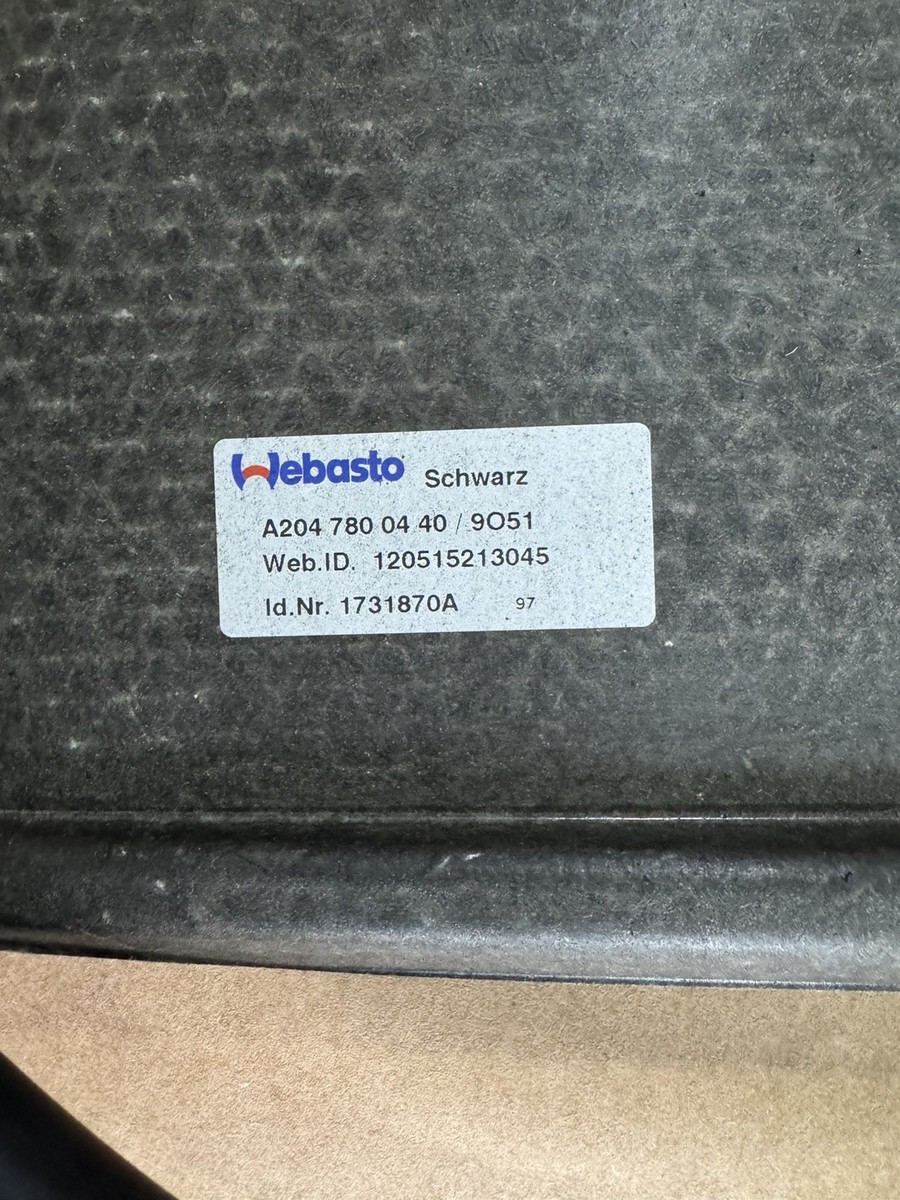 Webasto Schwarz
A204 780 04 40 / 9O51
Web.ID. 120515213045
Id.Nr. 1731870A 97